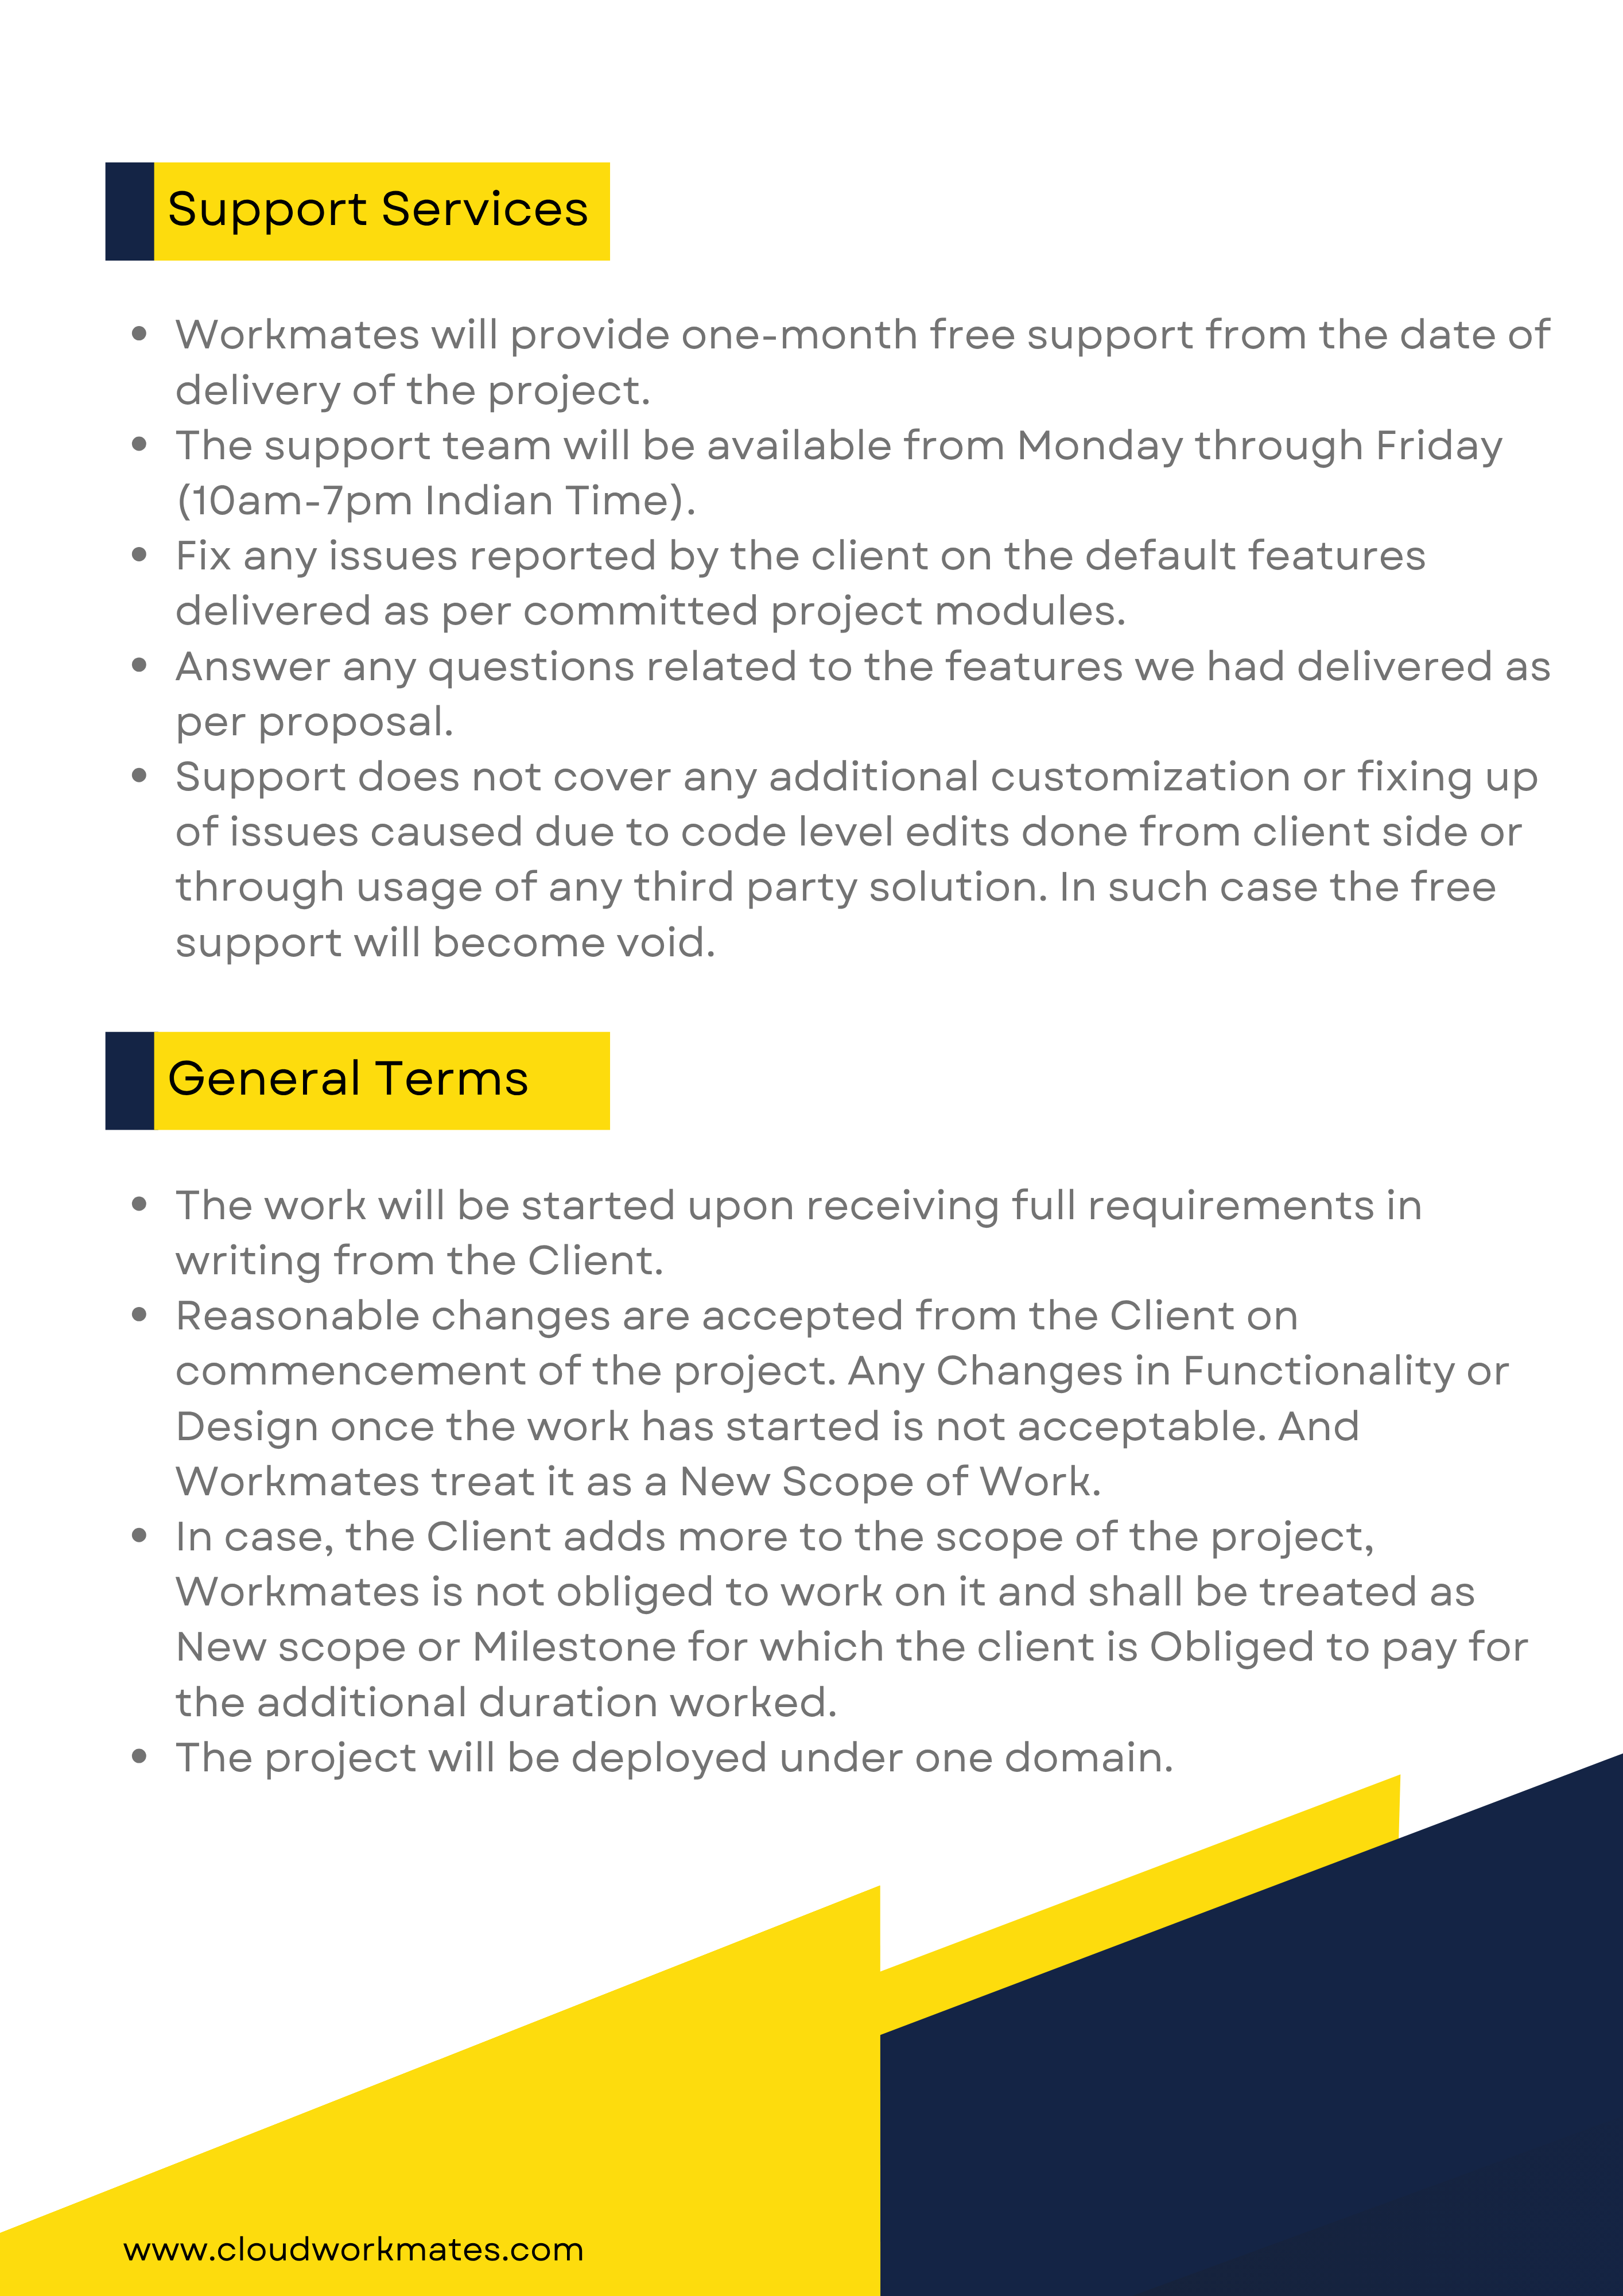 Support Services
• Workmates will provide one-month free support from the date of
delivery of the project.
• The support team will be available from Monday through Friday
(10am-7pm Indian Time).
• Fix any issues reported by the client on the default features
delivered as per committed project modules.
• Answer any questions related to the features we had delivered as
per proposal.
• Support does not cover any additional customization or fixing up
of issues caused due to code level edits done from client side or
through usage of any third party solution. In such case the free
support will become void.
General Terms
• The work will be started upon receiving full requirements in
writing from the Client.
• Reasonable changes are accepted from the Client on
commencement of the project. Any Changes in Functionality or
Design once the work has started is not acceptable. And
Workmates treat it as a New Scope of Work.
• In case, the Client adds more to the scope of the project,
Workmates is not obliged to work on it and shall be treated as
New scope or Milestone for which the client is Obliged to pay for
the additional duration worked.
• The project will be deployed under one domain.
www.cloudworkmates.com